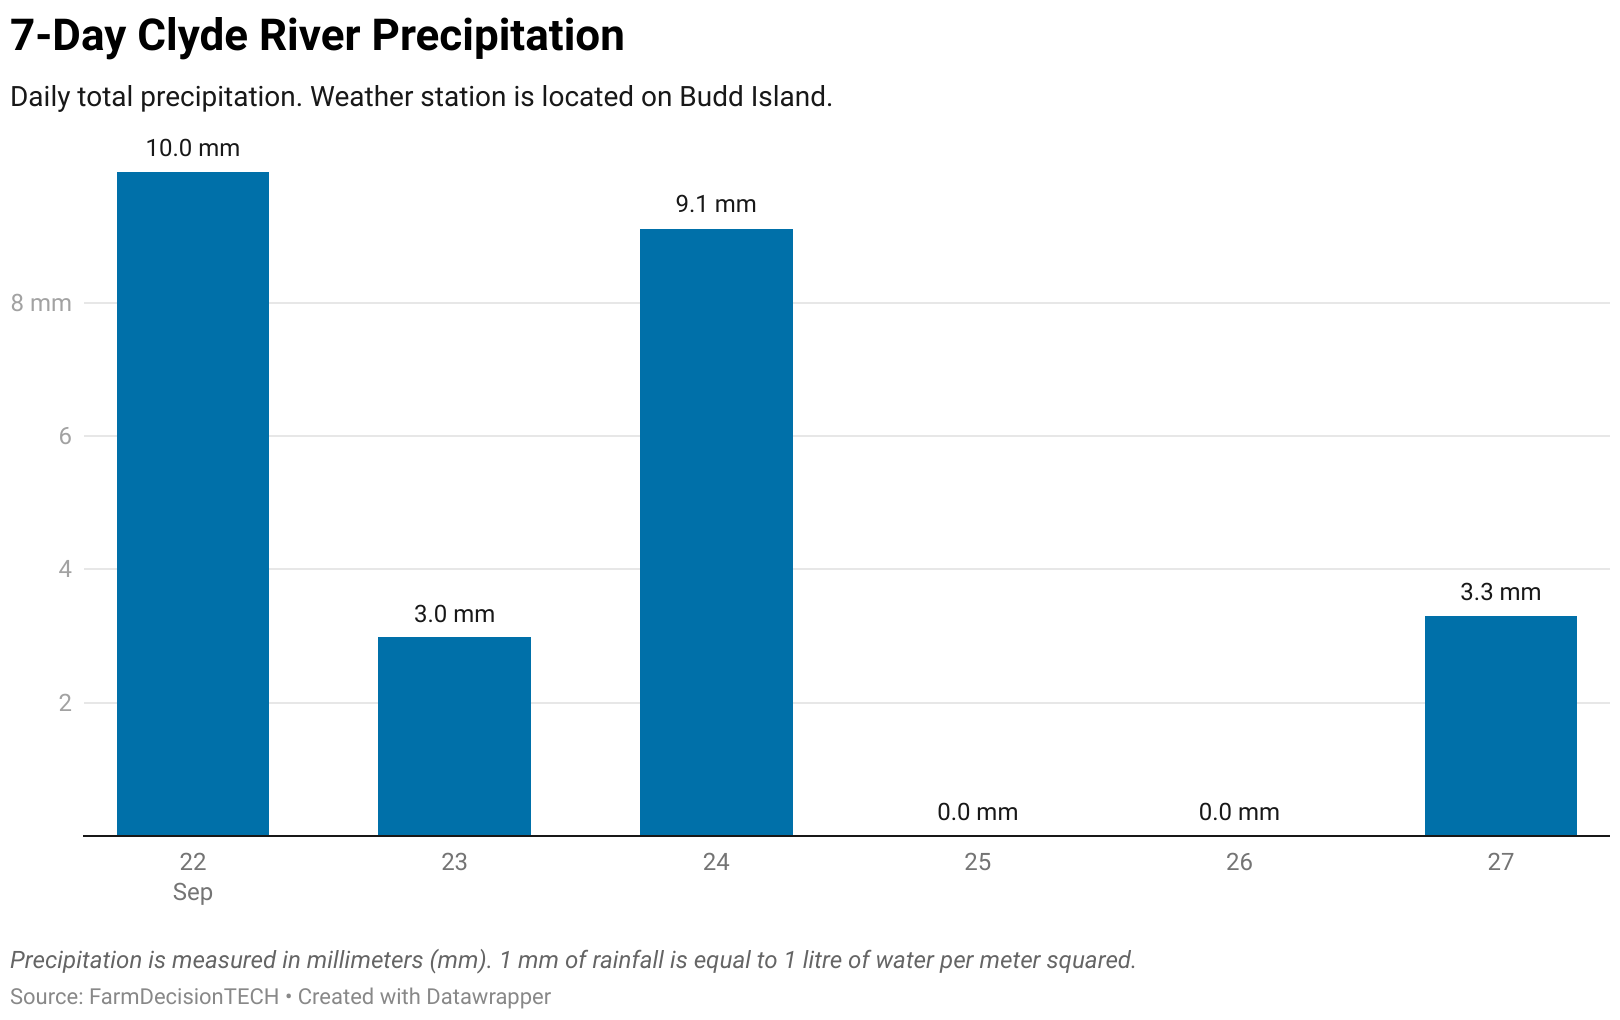 7-Day Clyde River Precipitation
Daily total precipitation. Weather station is located on Budd Island.
10.0 mm
9.1 mm
8 mm
6
4
3.3 mm
3.0 mm
2
0.0 mm
0.0 mm
22
23
24
25
26
27
Sep
Precipitation is measured in millimeters (mm). 1 mm of rainfall is equal to 1 litre of water per meter squared.
Source: FarmDecisionTECH • Created with Datawrapper